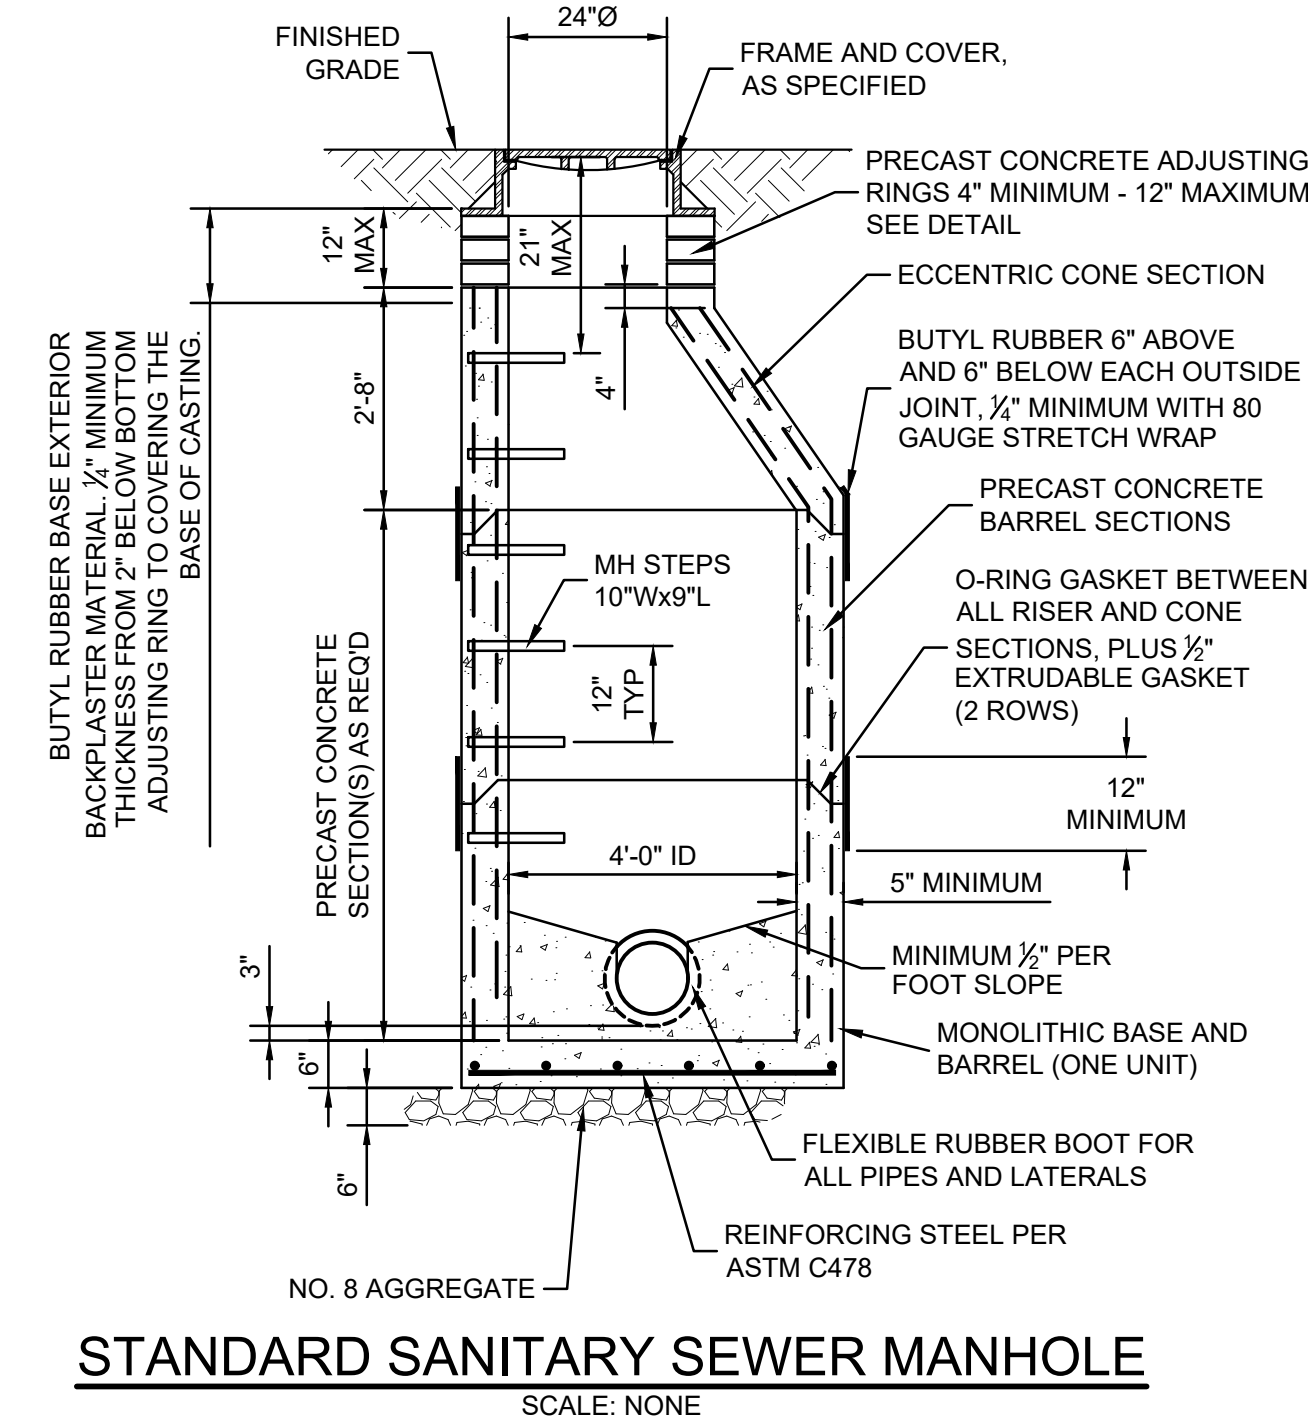 24"Ø
FINISHED
GRADE
FRAME AND COVER,
AS SPECIFIED
PRECAST CONCRETE ADJUSTING
RINGS 4" MINIMUM - 12" MAXIMUM
SEE DETAIL
12"
MAX
21"
MAX
ECCENTRIC CONE SECTION
BUTYL RUBBER BASE EXTERIOR
BACKPLASTER MATERIAL. ¼" MINIMUM
THICKNESS FROM 2" BELOW BOTTOM
ADJUSTING RING TO COVERING THE
BASE OF CASTING.
2'-8"
4"
BUTYL RUBBER 6" ABOVE
AND 6" BELOW EACH OUTSIDE
JOINT, ¼" MINIMUM WITH 80
GAUGE STRETCH WRAP
PRECAST CONCRETE
BARREL SECTIONS
MH STEPS
10"Wx9"L
O-RING GASKET BETWEEN
ALL RISER AND CONE
SECTIONS, PLUS ½"
EXTRUDABLE GASKET
(2 ROWS)
PRECAST CONCRETE
SECTION(S) AS REQ'D
12"
TYP
12"
MINIMUM
4'-0" ID
5" MINIMUM
MINIMUM ½" PER
FOOT SLOPE
3"
MONOLITHIC BASE AND
BARREL (ONE UNIT)
6"
6"
FLEXIBLE RUBBER BOOT FOR
ALL PIPES AND LATERALS
REINFORCING STEEL PER
ASTM C478
NO. 8 AGGREGATE
STANDARD SANITARY SEWER MANHOLE
SCALE: NONE